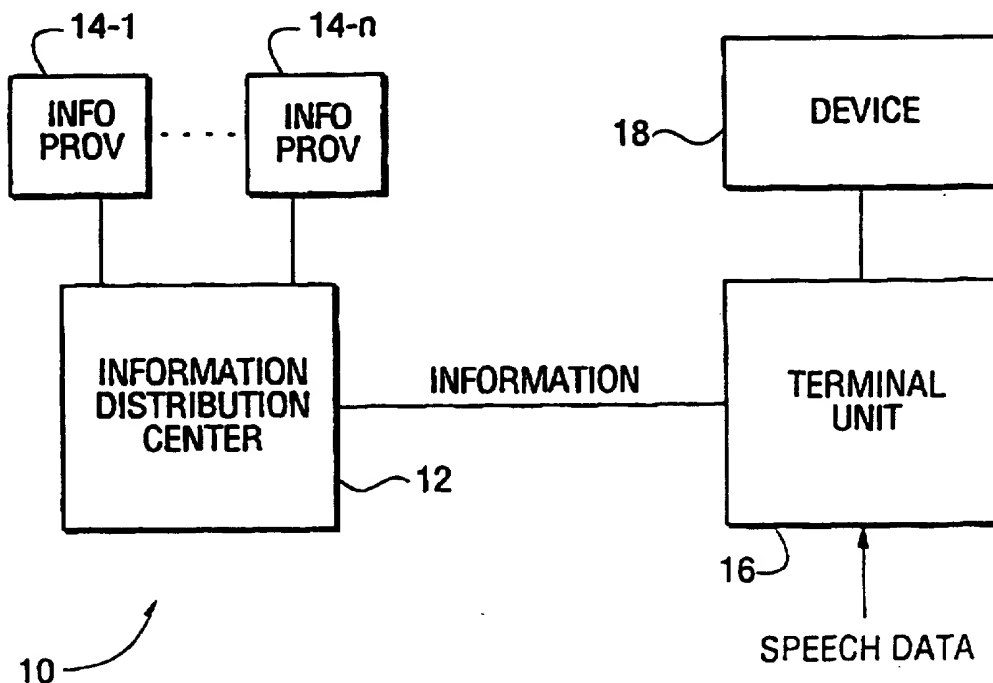 14-1
14-n
INFO
PROV
INFO
PROV
DEVICE
18
INFORMATION
DISTRIBUTION
CENTER
INFORMATION
TERMINAL
UNIT
12
16
10
SPEECH DATA